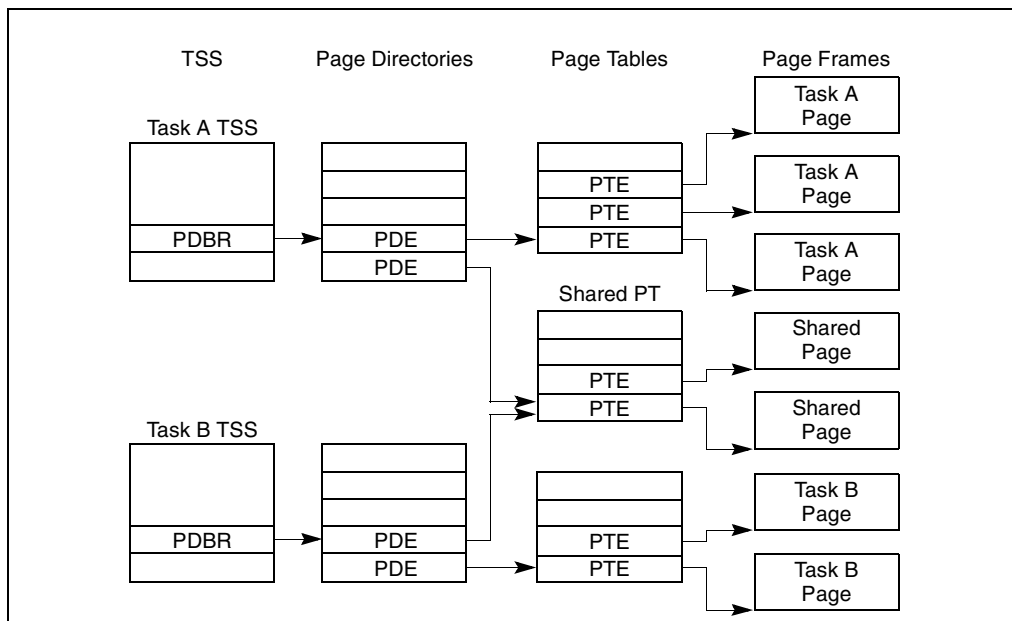 TSS Page Directories Page Tables Page Frames
Task A
Page
Task A TSS
Task A
Page
PTE
PTE
PDBR PDE PTE
Task A
Page
PDE
Shared PT
Shared
Page
PTE
PTE
Shared
Page
Task B TSS
Task B
Page
PDBR PDE PTE
PDE PTE
Task B
Page